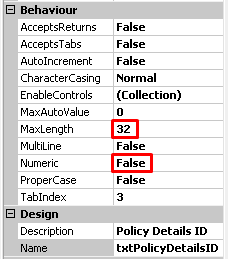 Behaviour
AcceptsReturns False
AcceptsTabs False
AutoIncrement False
CharacterCasing Normal
EnableControls (Collection)
MaxAutoValue 0
MaxLength 32
MultiLine False
Numeric False
ProperCase False
TabIndex 3
Design
Description Policy Details ID
Name txtPolicyDetailsID